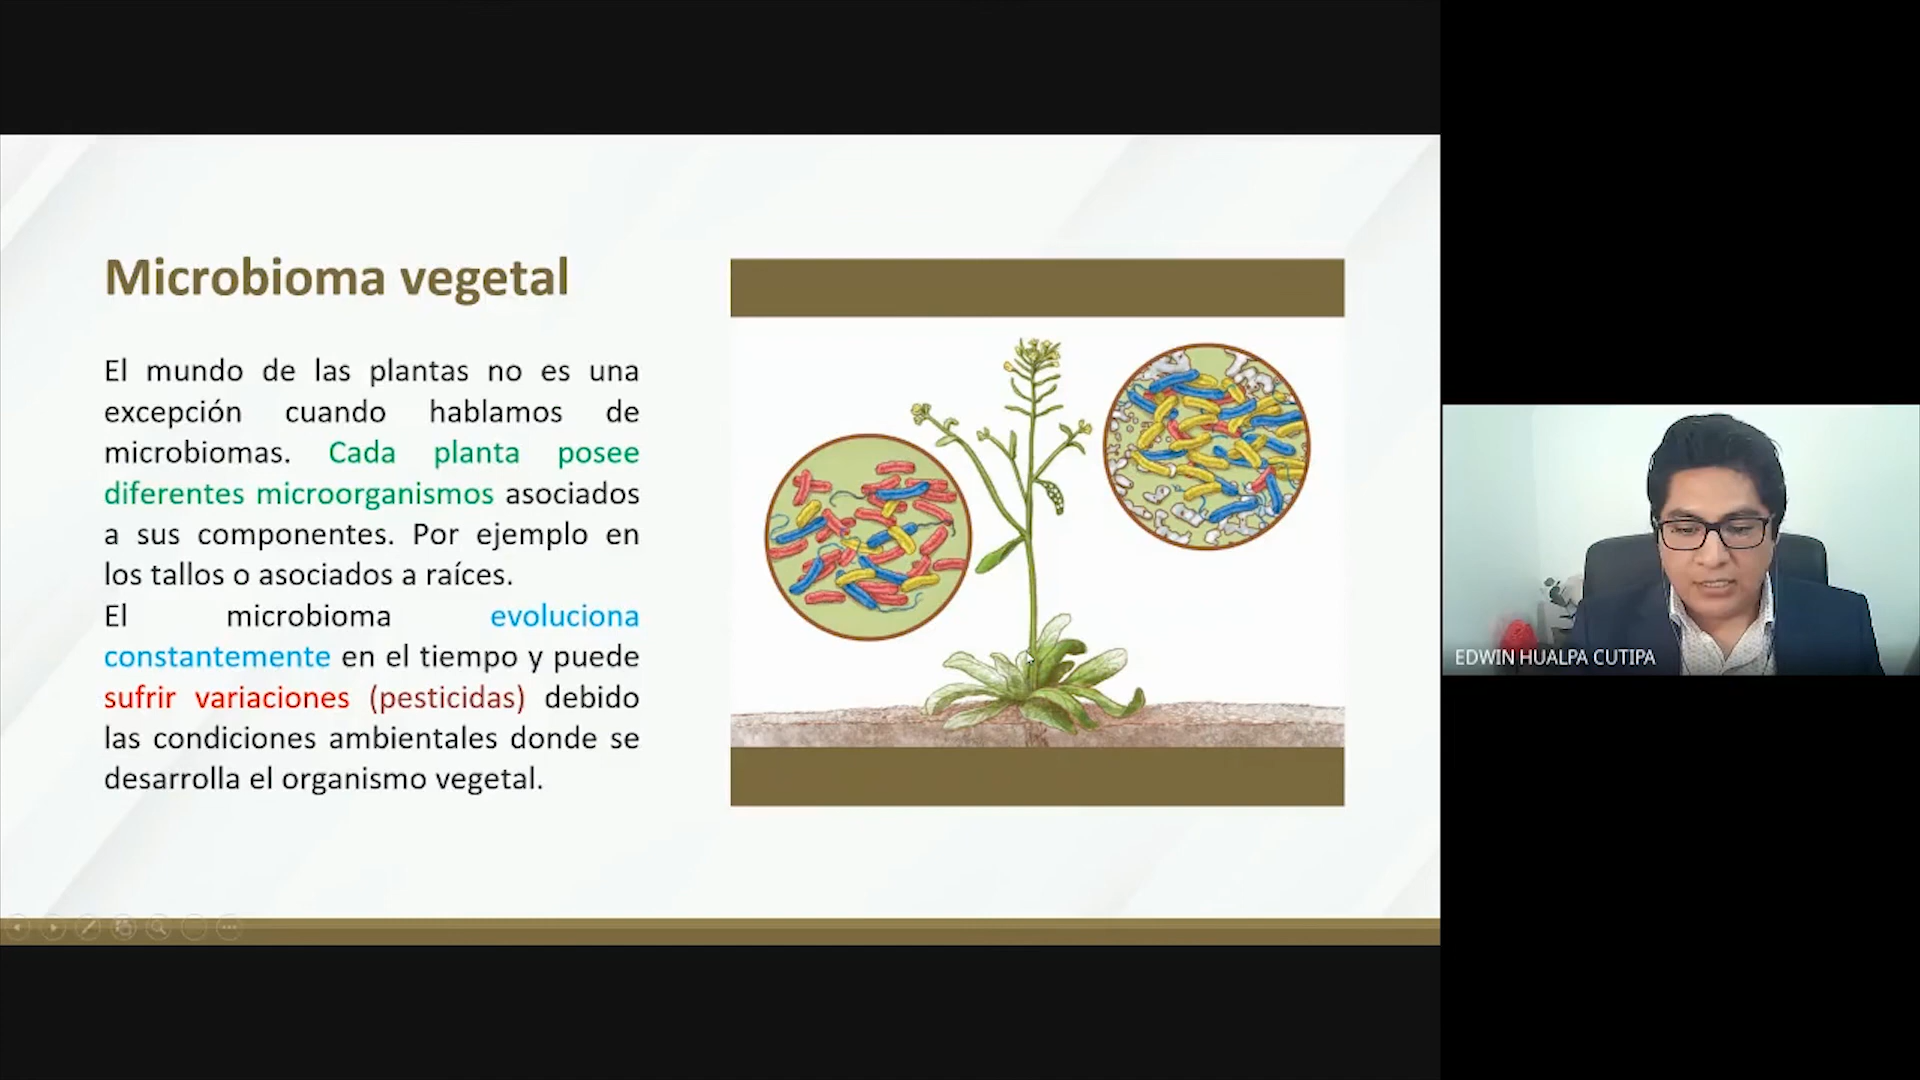 Microbioma vegetal
El mundo de las plantas no es una
excepción cuando hablamos de
microbiomas. Cada planta posee
diferentes microorganismos asociados
a sus componentes. Por ejemplo en
los tallos o asociados a raíces.
El microbioma evoluciona
constantemente en el tiempo y puede
sufrir variaciones (pesticidas) debido
las condiciones ambientales donde se
desarrolla el organismo vegetal.
EDWIN HUALPA CUTIPA